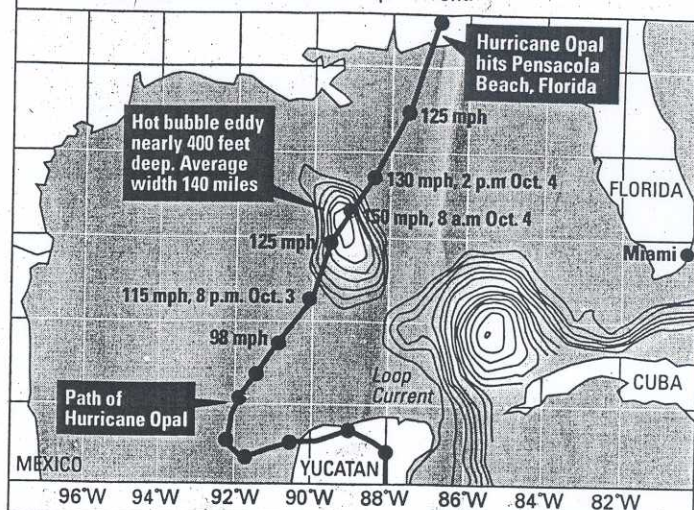 Hurricane Opal
hits Pensacola
Beach, Florida
125 mph
Hot bubble eddy
nearly 400 feet
deep. Average
width 140 miles
130 mph, 2 p.m Oct. 4
FLORIDA
150 mph, 8 a.m Oct. 4
125 mph
Miami
115 mph, 8 p.m. Oct. 3
98 mph
Loop
Current
CUBA
Path of
Hurricane Opal
MEXICO
YUCATAN
96°W 94°W 92°W 90°W 88°W 86°W 84°W 82°W